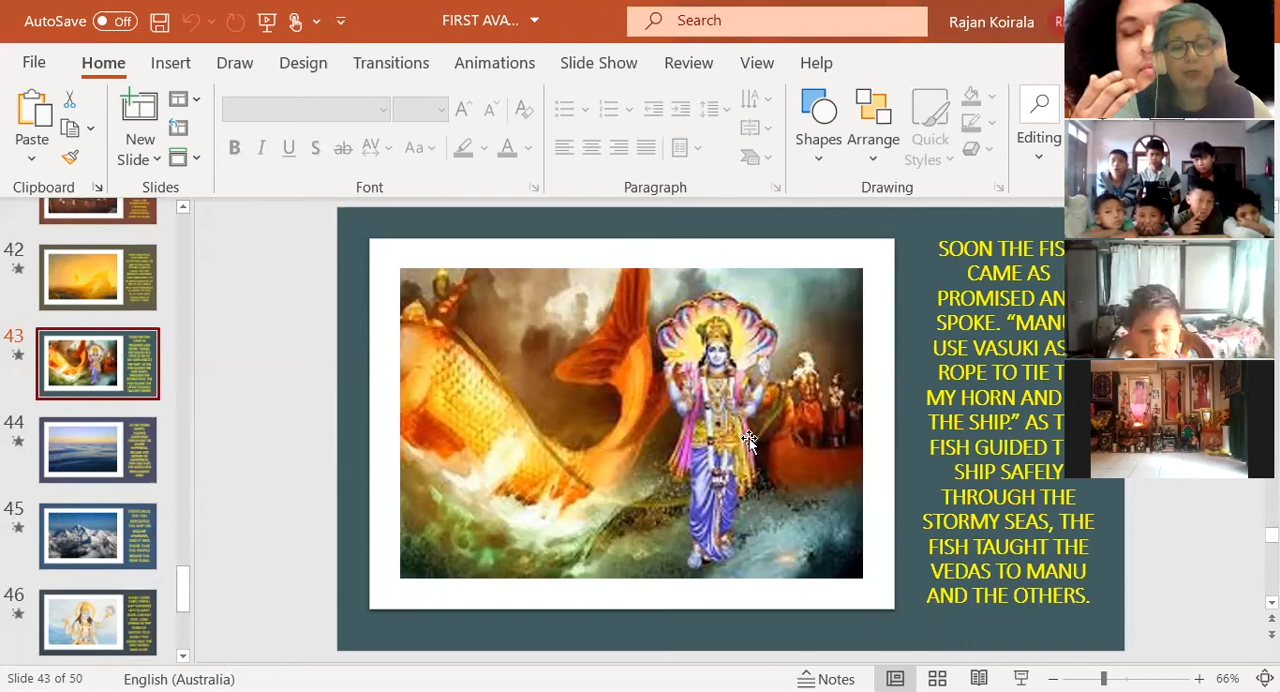 AutoSave Off FIRST AVA... Search Rajan Koirala
File Home Insert Draw Design Transitions Animations Slide Show Review View Help
Paste New Slide Shapes Arrange Quick Styles Editing
Clipboard Slides Font Paragraph Drawing
42
43
44
45
46
SOON THE
CAME AS
PROMISED
SPOKE.
USE VASUKI
ROPE TO TIE
MY HORN AND
THE SHIP.” AS
FISH GUIDED
SHIP SAFELY
THROUGH THE
STORMY SEAS, THE
FISH TAUGHT THE
VEDAS TO MANU
AND THE OTHERS.
Slide 43 of 50 English (Australia) Notes 66%